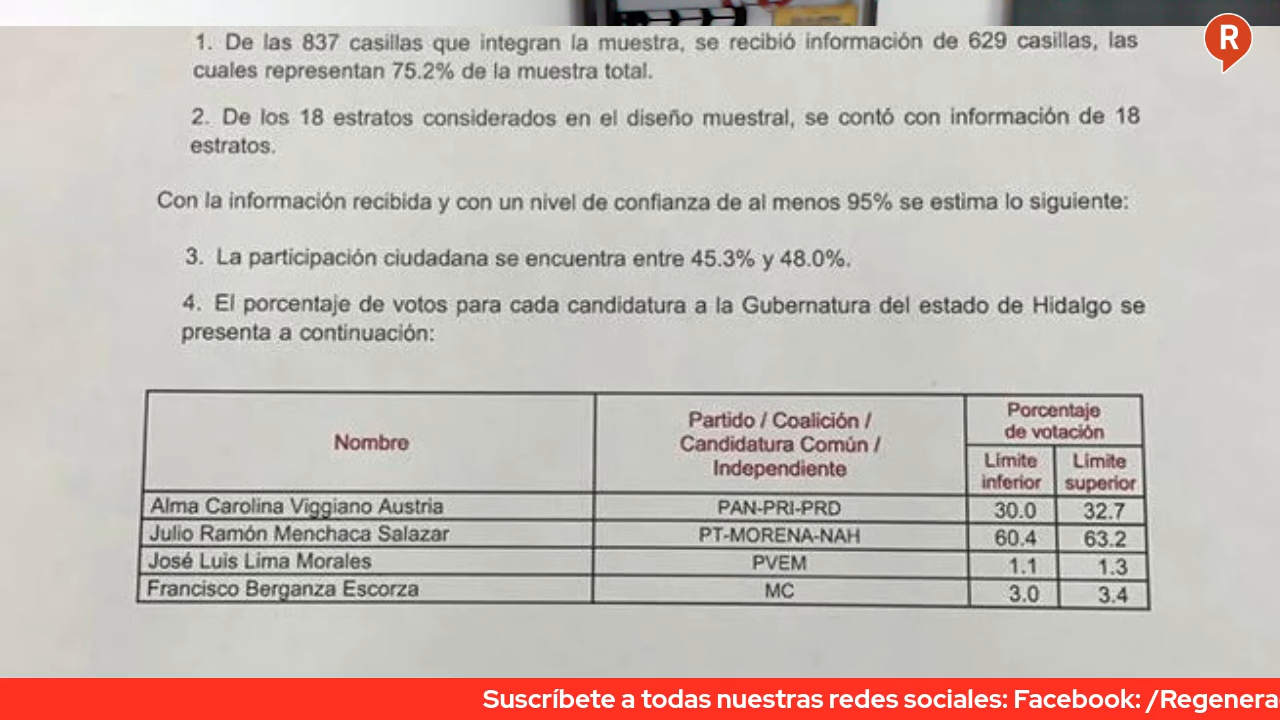 1. De las 837 casillas que integran la muestra, se recibió información de 629 casillas, las
cuales representan 75.2% de la muestra total.
2. De los 18 estratos considerados en el diseño muestral, se contó con información de 18
estratos.
Con la información recibida y con un nivel de confianza de al menos 95% se estima lo siguiente:
3. La participación ciudadana se encuentra entre 45.3% y 48.0%.
4. El porcentaje de votos para cada candidatura a la Gubernatura del estado de Hidalgo se
presenta a continuación:
Nombre
Partido / Coalición /
Candidatura Común /
Independiente
Porcentaje
de votación
Limite
inferior
Limite
superior
Alma Carolina Viggiano Austria PAN-PRI-PRD 30.0 32.7
Julio Ramón Menchaca Salazar PT-MORENA-NAH 60.4 63.2
José Luis Lima Morales PVEM 1.1 1.3
Francisco Berganza Escorza MC 3.0 3.4
R
Suscríbete a todas nuestras redes sociales: Facebook: /Regenera